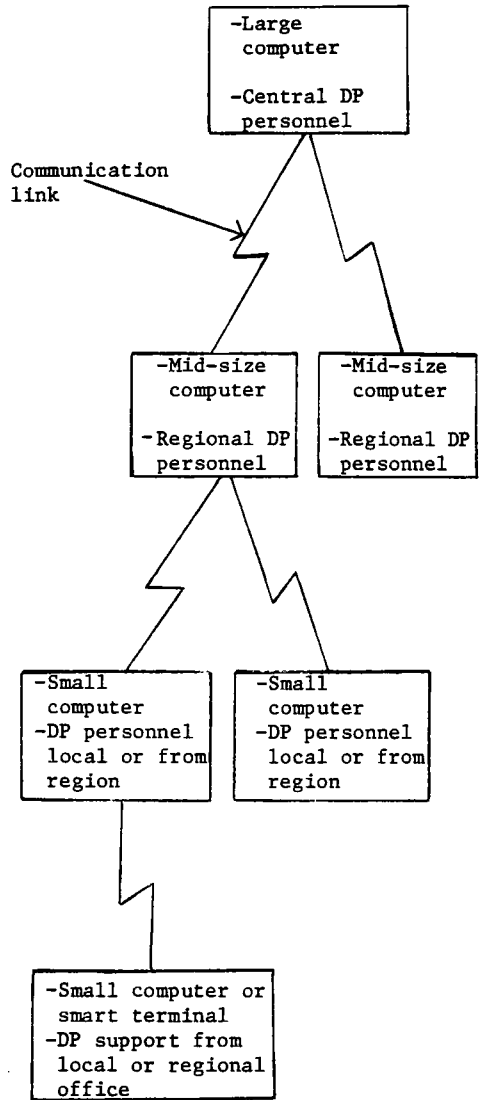 -Large
computer
-Central DP
personnel
Communication
link
-Mid-size
computer
-Regional DP
personnel
-Mid-size
computer
-Regional DP
personnel
-Small
computer
-DP personnel
local or from
region
-Small
computer
-DP personnel
local or from
region
-Small computer or
smart terminal
-DP support from
local or regional
office